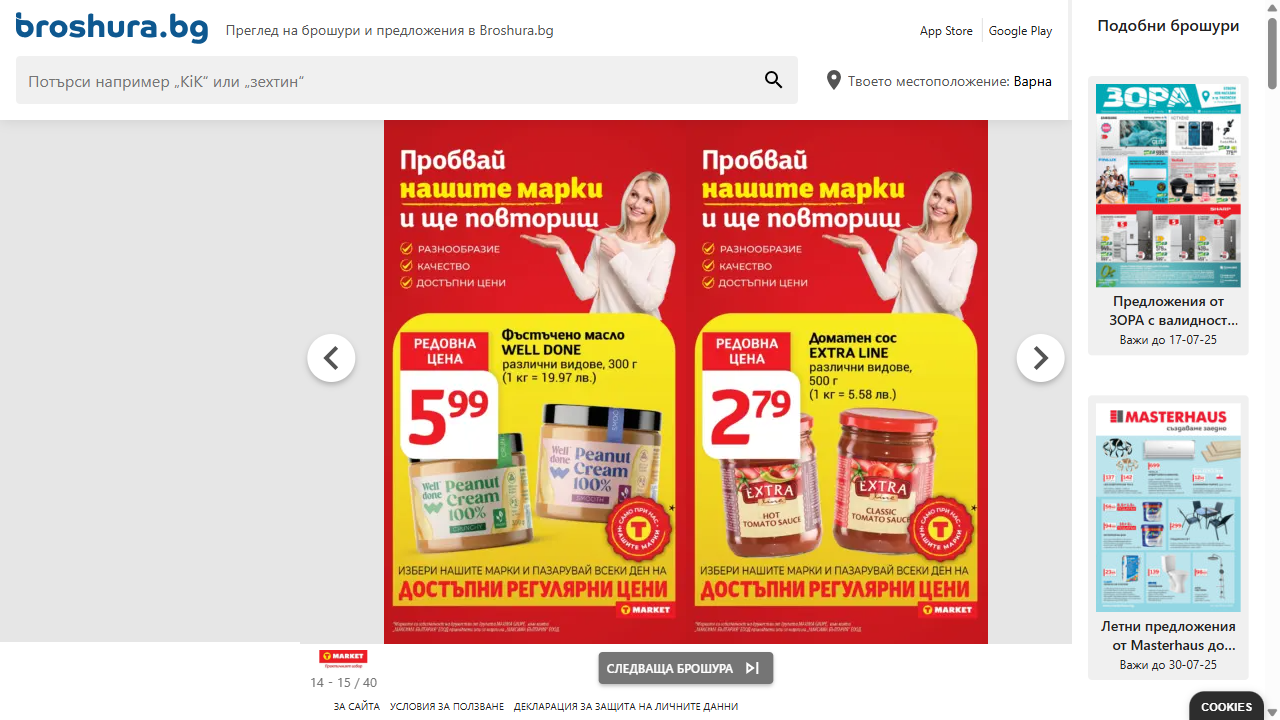 broshura.bg
Преглед на брошури и предложения в Broshura.bg
App Store
Google Play
Потърси например „KiK“ или „зехтин“
Твоето местоположение: Варна
Пробвай
нашите марки
и ще повториш
РАЗНООБРАЗИЕ
КАЧЕСТВО
ДОСТЪПНИ ЦЕНИ
РЕДОВНА
ЦЕНА
5 99
Фъстъчено масло
WELL DONE
различни видове, 300 г
(1 кг = 19.97 лв.)
Well done
Peanut
Cream
100%
CRUNCHY
Well done
Peanut
Cream
100%
SMOOTH
САМО ПРИ НАС
НАШИТЕ МАРКИ
*
ИЗБЕРИ НАШИТЕ МАРКИ И ПАЗАРУВАЙ ВСЕКИ ДЕН НА
ДОСТЪПНИ РЕГУЛЯРНИ ЦЕНИ
T MARKET
Пробвай
нашите марки
и ще повториш
РАЗНООБРАЗИЕ
КАЧЕСТВО
ДОСТЪПНИ ЦЕНИ
РЕДОВНА
ЦЕНА
2 79
Доматен сос
EXTRA LINE
различни видове,
500 г
(1 кг = 5.58 лв.)
EXTRA
HOT
TOMATO SAUCE
EXTRA
CLASSIC
TOMATO SAUCE
САМО ПРИ НАС
НАШИТЕ МАРКИ
*
ИЗБЕРИ НАШИТЕ МАРКИ И ПАЗАРУВАЙ ВСЕКИ ДЕН НА
ДОСТЪПНИ РЕГУЛЯРНИ ЦЕНИ
T MARKET
T MARKET
14 - 15 / 40
СЛЕДВАЩА БРОШУРА
ЗА САЙТА
УСЛОВИЯ ЗА ПОЛЗВАНЕ
ДЕКЛАРАЦИЯ ЗА ЗАЩИТА НА ЛИЧНИТЕ ДАННИ
Подобни брошури
ЗОРА
SHARP
Предложения от
ЗОРА с валидност...
Важи до 17-07-25
MASTERHAUS
създаваме заедно
Летни предложения
от Masterhaus до...
Важи до 30-07-25
COOKIES